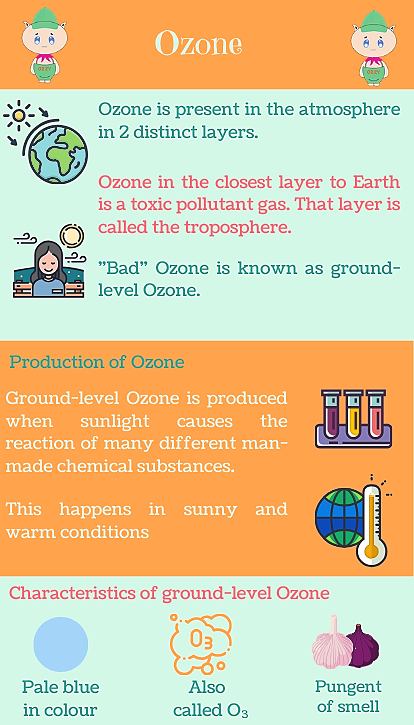 Ozone
Ozone is present in the atmosphere
in 2 distinct layers.
Ozone in the closest layer to Earth
is a toxic pollutant gas. That layer is
called the troposphere.
"Bad" Ozone is known as ground-
level Ozone.
Production of Ozone
Ground-level Ozone is produced
when sunlight causes the
reaction of many different man-
made chemical substances.
This happens in sunny and
warm conditions
Characteristics of ground-level Ozone
O₃
Pale blue
in colour
Also
called O₃
Pungent
of smell